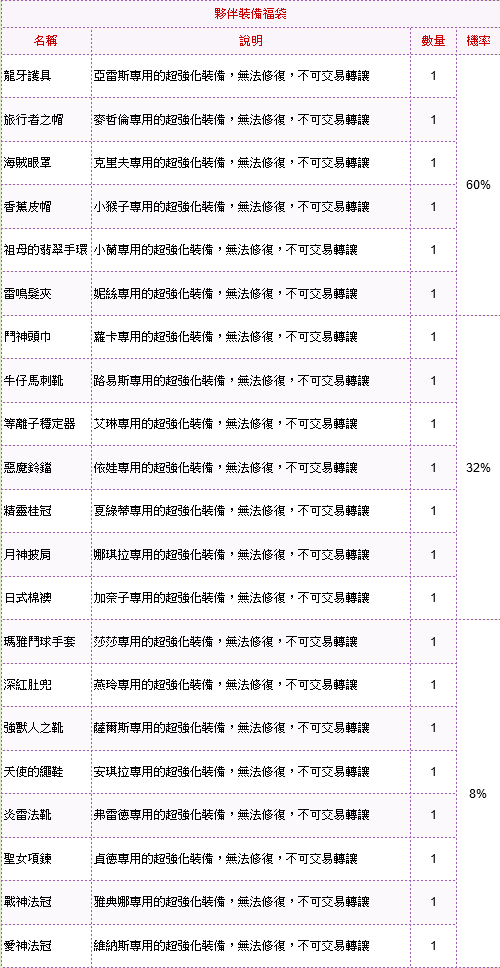 夥伴裝備福袋
名稱 說明 數量 機率
龍牙護具 亞雷斯專用的超強化裝備，無法修復，不可交易轉讓 1
旅行者之帽 麥哲倫專用的超強化裝備，無法修復，不可交易轉讓 1
海賊眼罩 克里夫專用的超強化裝備，無法修復，不可交易轉讓 1
60%
香蕉皮帽 小猴子專用的超強化裝備，無法修復，不可交易轉讓 1
祖母的翡翠手環 小蘭專用的超強化裝備，無法修復，不可交易轉讓 1
雷鳴髮夾 妮絲專用的超強化裝備，無法修復，不可交易轉讓 1
鬥神頭巾 蘿卡專用的超強化裝備，無法修復，不可交易轉讓 1
牛仔馬刺靴 路易斯專用的超強化裝備，無法修復，不可交易轉讓 1
等離子穩定器 艾琳專用的超強化裝備，無法修復，不可交易轉讓 1
惡魔鈴鐺 依娃專用的超強化裝備，無法修復，不可交易轉讓 1 32%
精靈桂冠 夏綠蒂專用的超強化裝備，無法修復，不可交易轉讓 1
月神披肩 娜琪拉專用的超強化裝備，無法修復，不可交易轉讓 1
日式棉襖 加奈子專用的超強化裝備，無法修復，不可交易轉讓 1
瑪雅鬥球手套 莎莎專用的超強化裝備，無法修復，不可交易轉讓 1
深紅肚兜 燕玲專用的超強化裝備，無法修復，不可交易轉讓 1
強獸人之靴 薩爾斯專用的超強化裝備，無法修復，不可交易轉讓 1
天使的繩鞋 安琪拉專用的超強化裝備，無法修復，不可交易轉讓 1
8%
炎雷法靴 弗雷德專用的超強化裝備，無法修復，不可交易轉讓 1
聖女項鍊 貞德專用的超強化裝備，無法修復，不可交易轉讓 1
戰神法冠 雅典娜專用的超強化裝備，無法修復，不可交易轉讓 1
愛神法冠 維納斯專用的超強化裝備，無法修復，不可交易轉讓 1